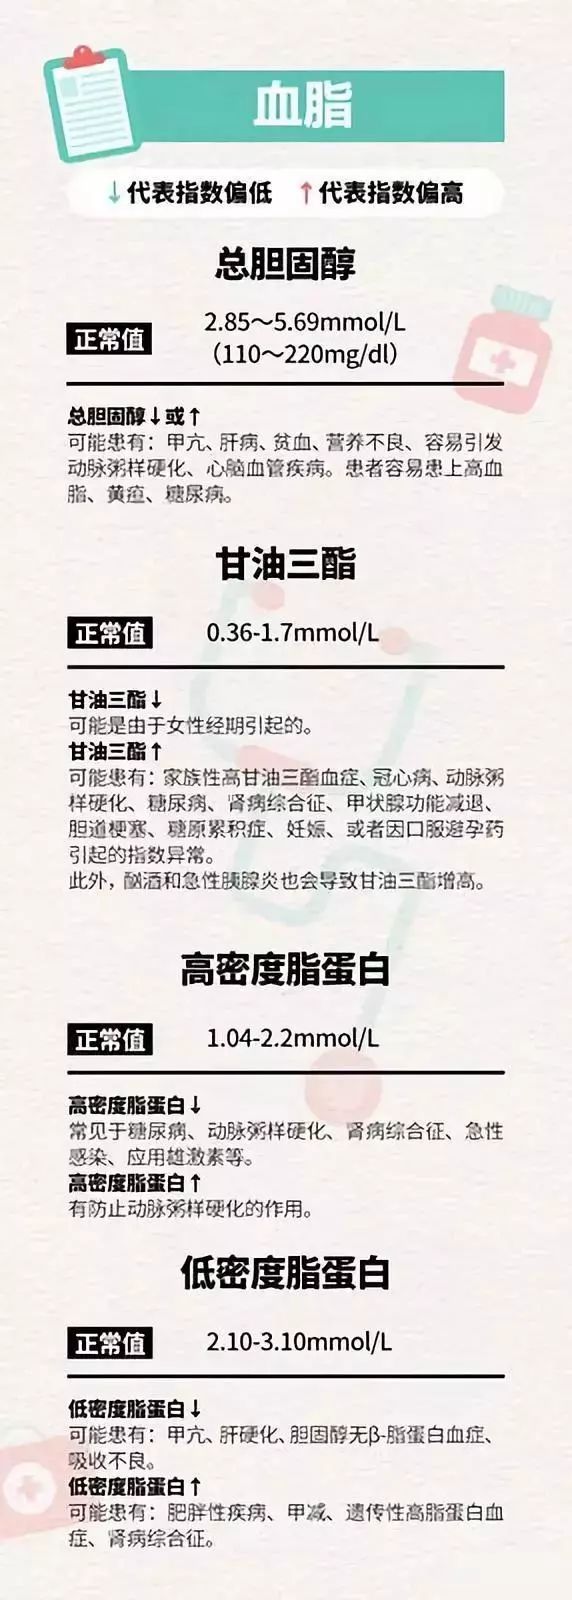 血脂
↓代表指数偏低 ↑代表指数偏高
总胆固醇
正常值
2.85～5.69mmol/L
（110～220mg/dl）
总胆固醇↓或↑
可能患有：甲亢、肝病、贫血、营养不良、容易引发
动脉粥样硬化、心脑血管疾病。患者容易患上高血
脂、黄疸、糖尿病。
甘油三酯
正常值 0.36-1.7mmol/L
甘油三酯↓
可能是由于女性经期引起的。
甘油三酯↑
可能患有：家族性高甘油三酯血症、冠心病、动脉粥
样硬化、糖尿病、肾病综合征、甲状腺功能减退、
胆道梗塞、糖原累积症、妊娠、或者因口服避孕药
引起的指数异常。
此外，酗酒和急性胰腺炎也会导致甘油三酯增高。
高密度脂蛋白
正常值 1.04-2.2mmol/L
高密度脂蛋白↓
常见于糖尿病、动脉粥样硬化、肾病综合征、急性
感染、应用雄激素等。
高密度脂蛋白↑
有防止动脉粥样硬化的作用。
低密度脂蛋白
正常值 2.10-3.10mmol/L
低密度脂蛋白↓
可能患有：甲亢、肝硬化、胆固醇无β-脂蛋白血症、
吸收不良。
低密度脂蛋白↑
可能患有：肥胖性疾病、甲减、遗传性高脂蛋白血
症、肾病综合征。